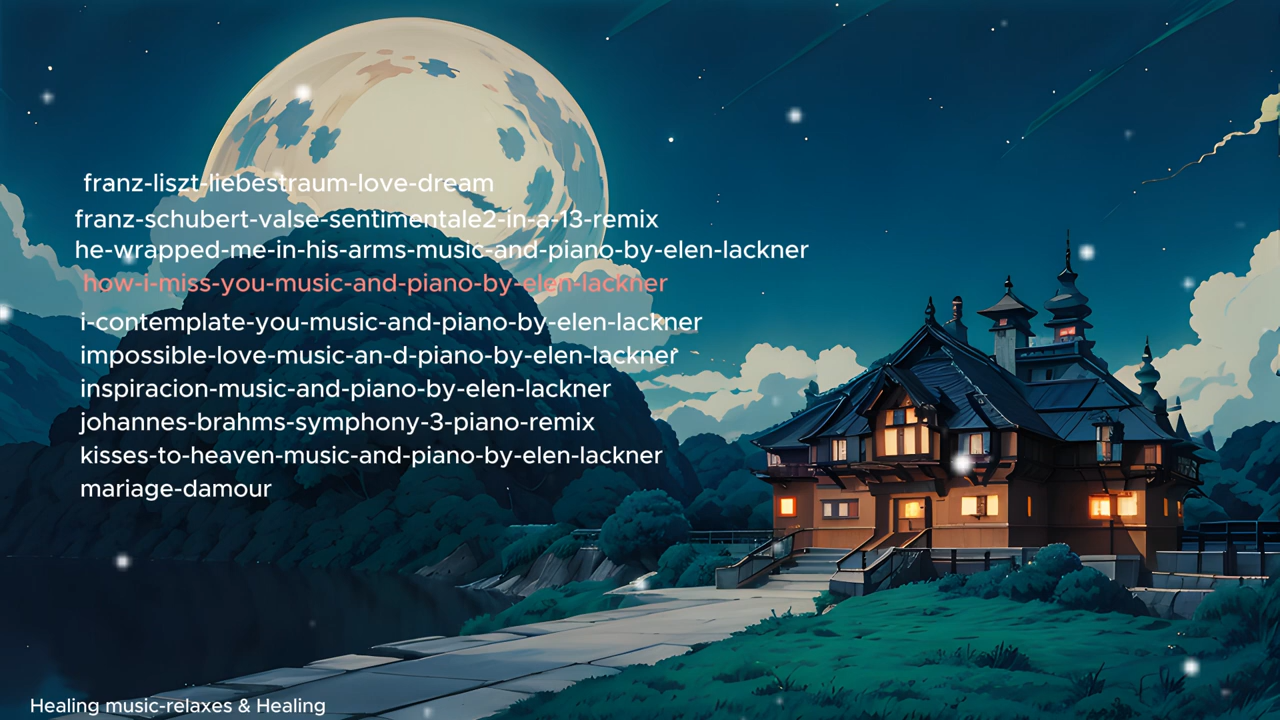 franz-liszt-liebestraum-love-dream
franz-schubert-valse-sentimentale2-in-a-13-remix
he-wrapped-me-in-his-arms-music-and-piano-by-elen-lackner
how-i-miss-you-music-and-piano-by-elen-lackner
i-contemplate-you-music-and-piano-by-elen-lackner
impossible-love-music-an-d-piano-by-elen-lackner
inspiracion-music-and-piano-by-elen-lackner
johannes-brahms-symphony-3-piano-remix
kisses-to-heaven-music-and-piano-by-elen-lackner
mariage-damour
Healing music-relaxes & Healing